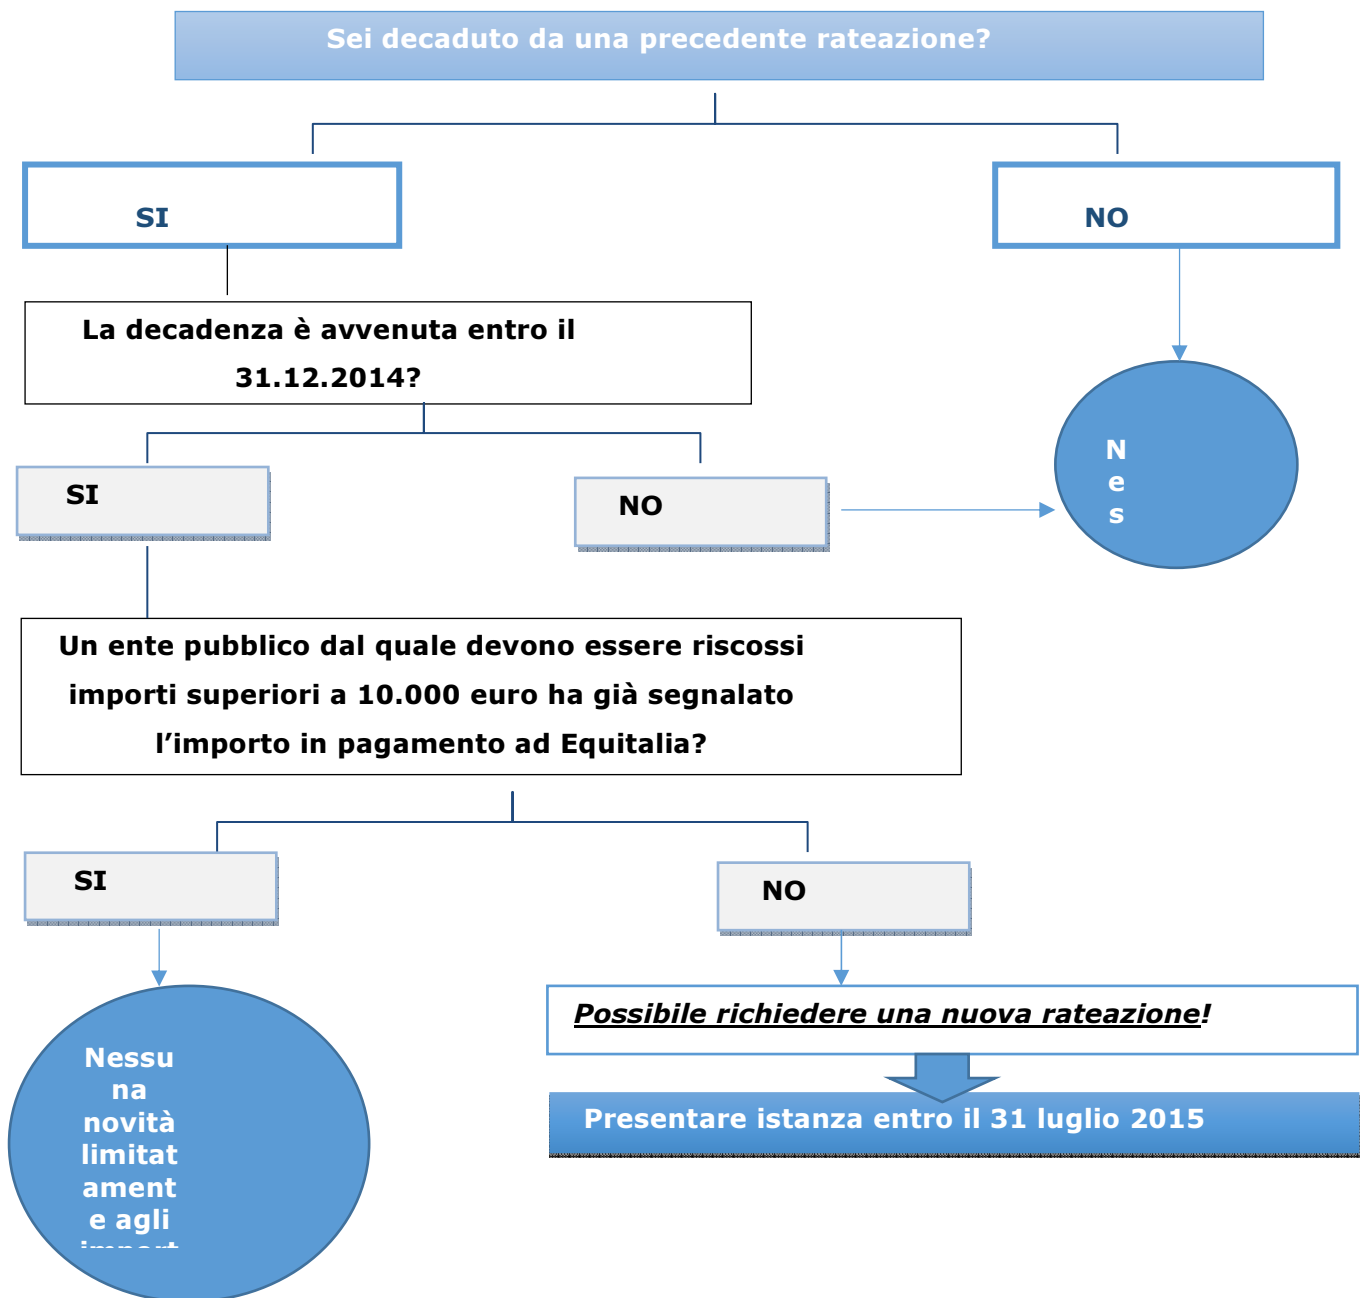 Sei decaduto da una precedente rateazione?
SI
NO
La decadenza è avvenuta entro il
31.12.2014?
N
e
s
SI
NO
Un ente pubblico dal quale devono essere riscossi
importi superiori a 10.000 euro ha già segnalato
l’importo in pagamento ad Equitalia?
SI
NO
Possibile richiedere una nuova rateazione!
Presentare istanza entro il 31 luglio 2015
Nessu
na
novità
limitat
ament
e agli